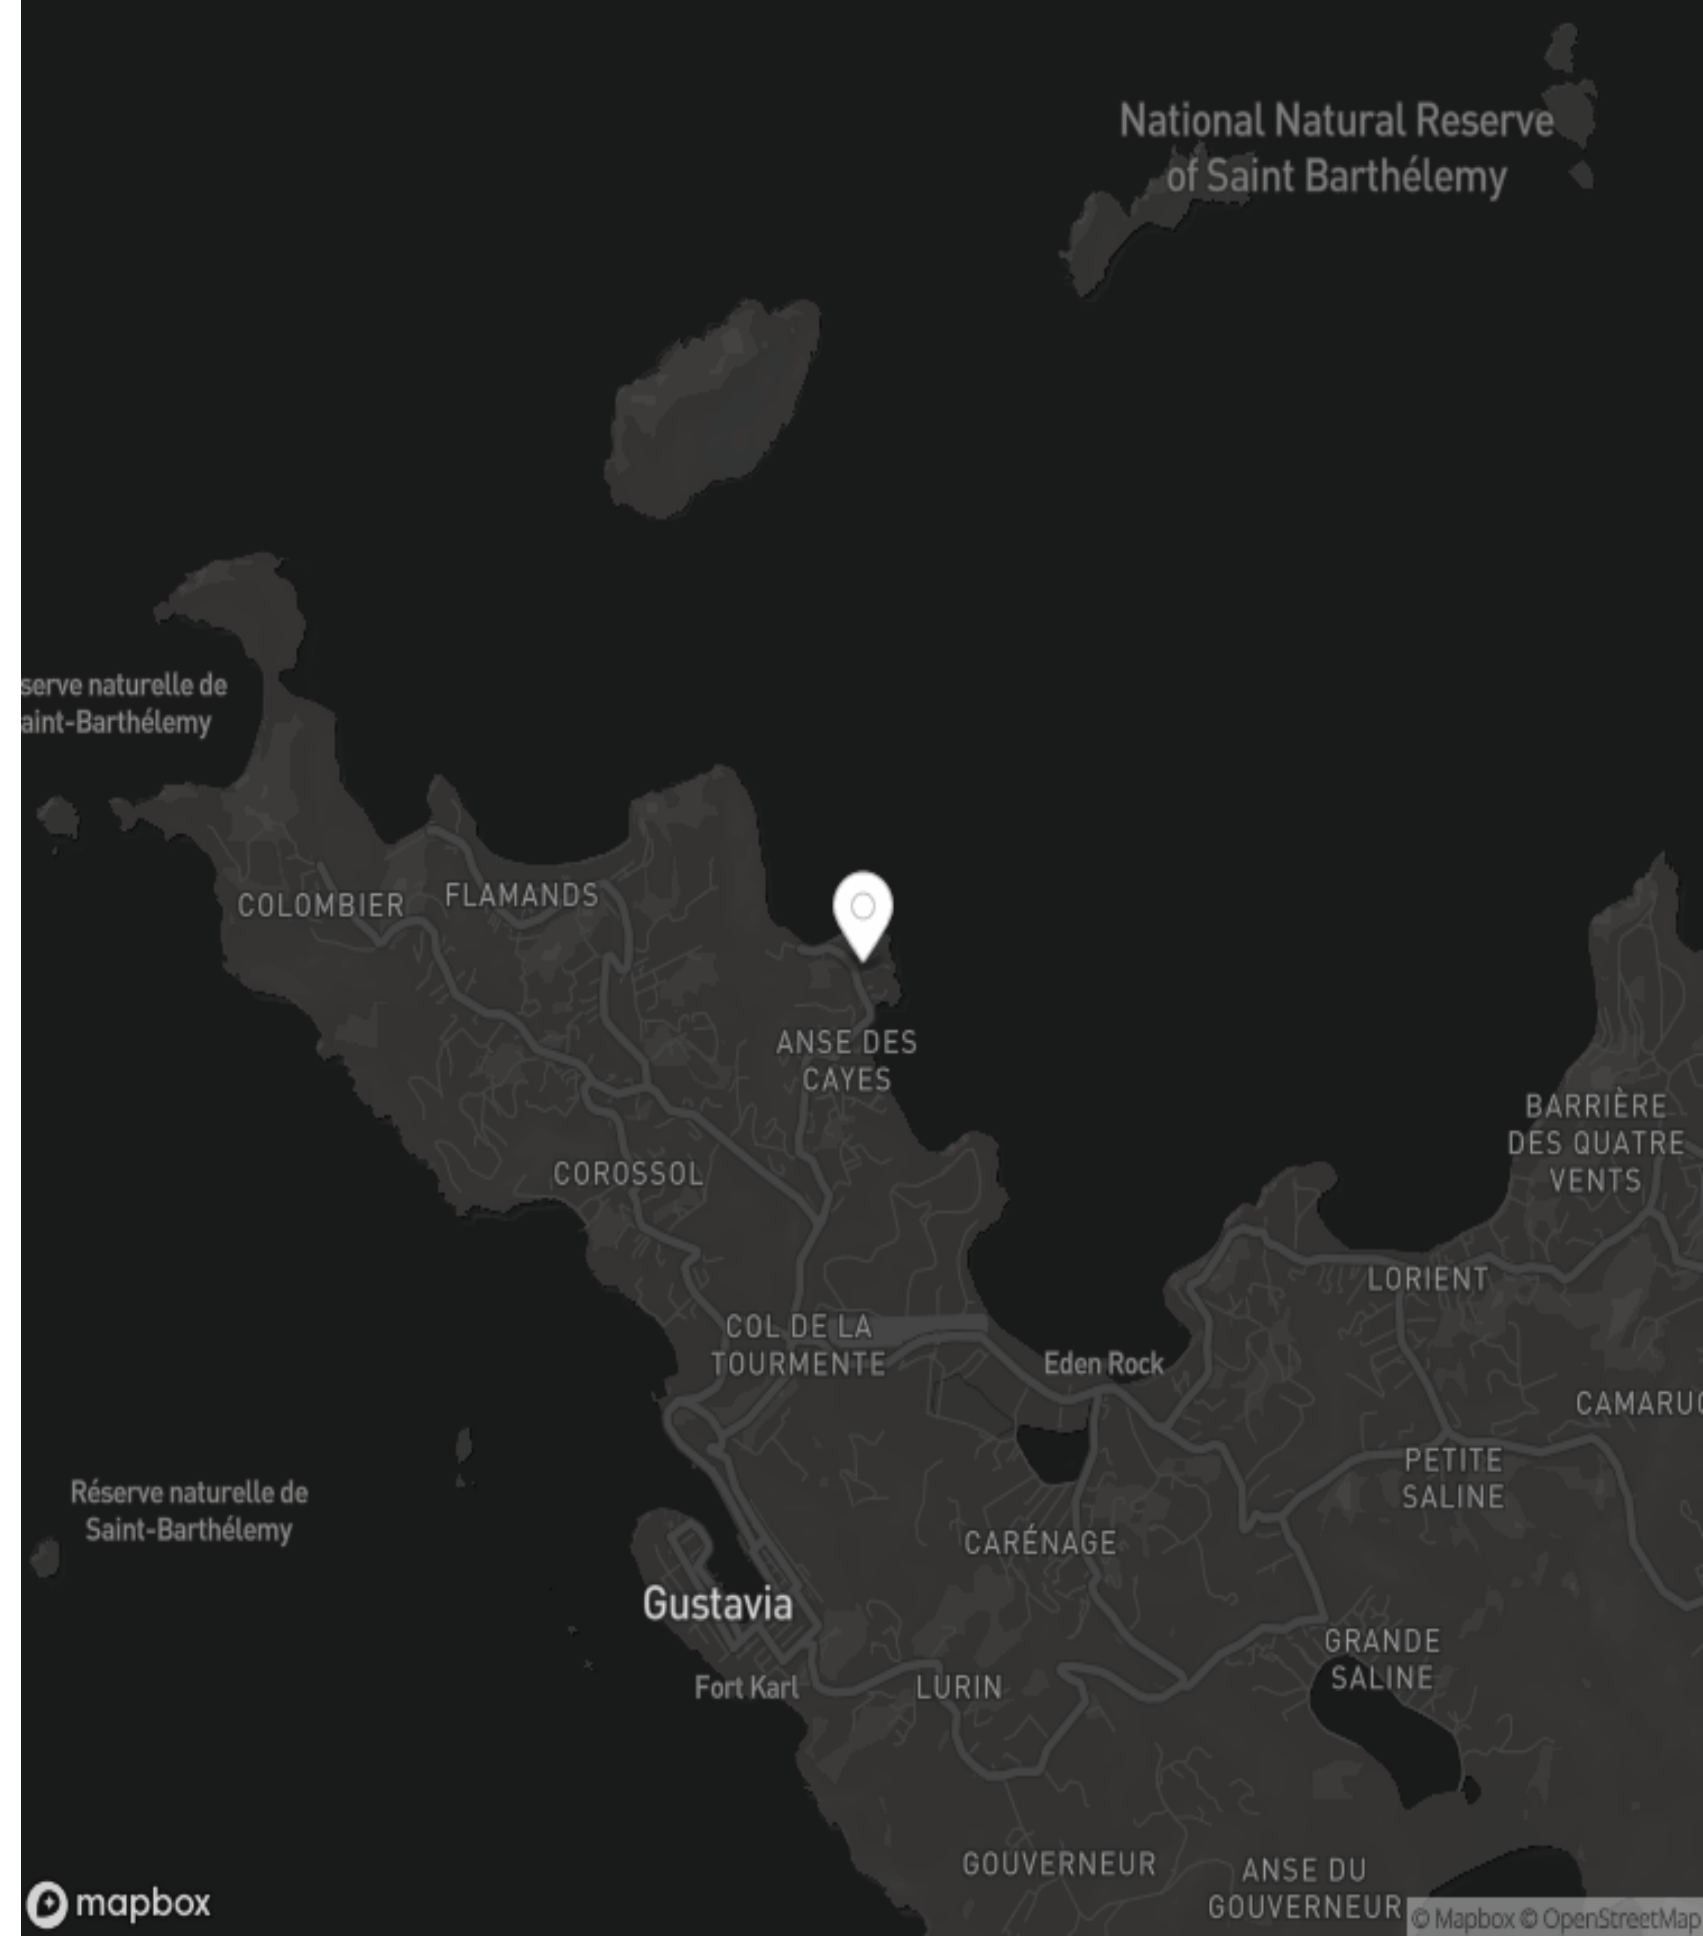 National Natural Reserve
of Saint Barthélemy
serve naturelle de
aint-Barthélemy
COLOMBIER
FLAMANDS
ANSE DES
CAYES
BARRIÈRE
DES QUATRE
VENTS
COROSSOL
LORIENT
COL DE LA
TOURMENTE
Eden Rock
CAMARUC
PETITE
SALINE
Réserve naturelle de
Saint-Barthélemy
CARÉNAGE
Gustavia
GRANDE
SALINE
Fort Karl
LURIN
GOUVERNEUR
ANSE DU
GOUVERNEUR
mapbox
© Mapbox © OpenStreetMap